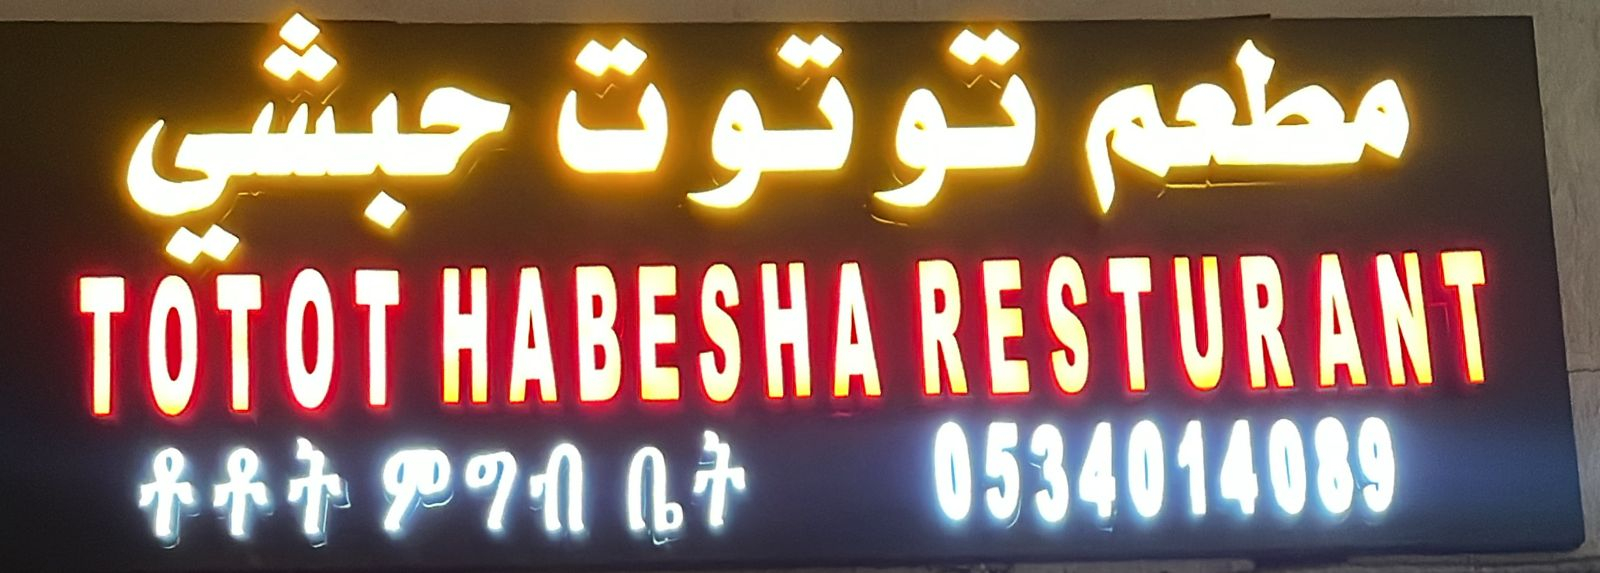 مطعم توتوت حبشي
TOTOT HABESHA RESTURANT
ቶቶት ምግብ ቤት 0534014089